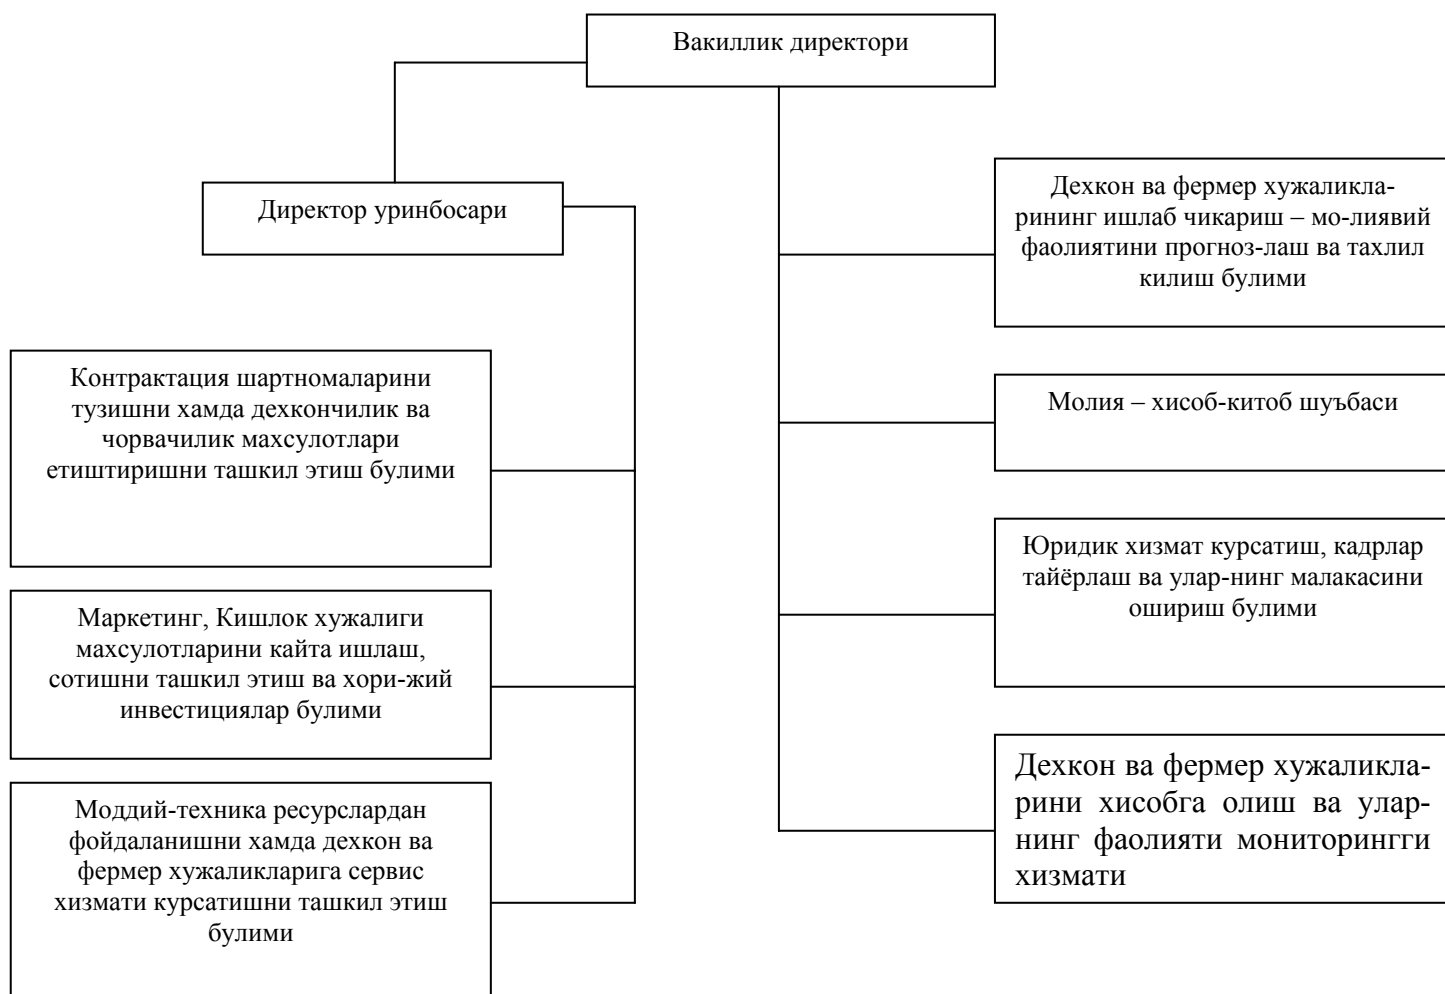 Вакиллик директори
Директор уринбосари
Дехкон ва фермер хужаликла-
рининг ишлаб чикариш – мо-лиявий
фаолиятини прогноз-лаш ва тахлил
килиш булими
Контрактация шартномаларини
тузишни хамда дехкончилик ва
чорвачилик махсулотлари
етиштиришни ташкил этиш булими
Молия – хисоб-китоб шуъбаси
Юридик хизмат курсатиш, кадрлар
тайёрлаш ва улар-нинг малакасини
ошириш булими
Маркетинг, Кишлок хужалиги
махсулотларини кайта ишлаш,
сотишни ташкил этиш ва хори-жий
инвестициялар булими
Дехкон ва фермер хужаликла-
рини хисобга олиш ва улар-
нинг фаолияти мониторингги
хизмати
Моддий-техника ресурслардан
фойдаланишни хамда дехкон ва
фермер хужаликларига сервис
хизмати курсатишни ташкил этиш
булими